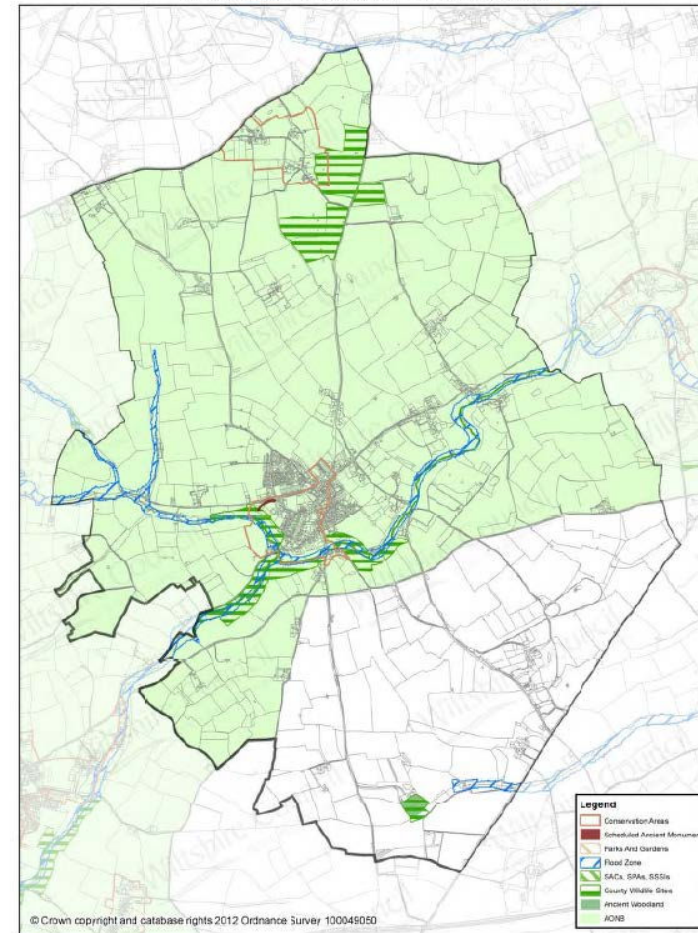 Legend
Conservation Areas
Scheduled Ancient Monumen
Parks And Gardens
Flood Zone
SACs, SPAs, SSSIs
County Wildlife Sites
Ancient Woodland
AONB
© Crown copyright and database rights 2012 Ordnance Survey 100049050